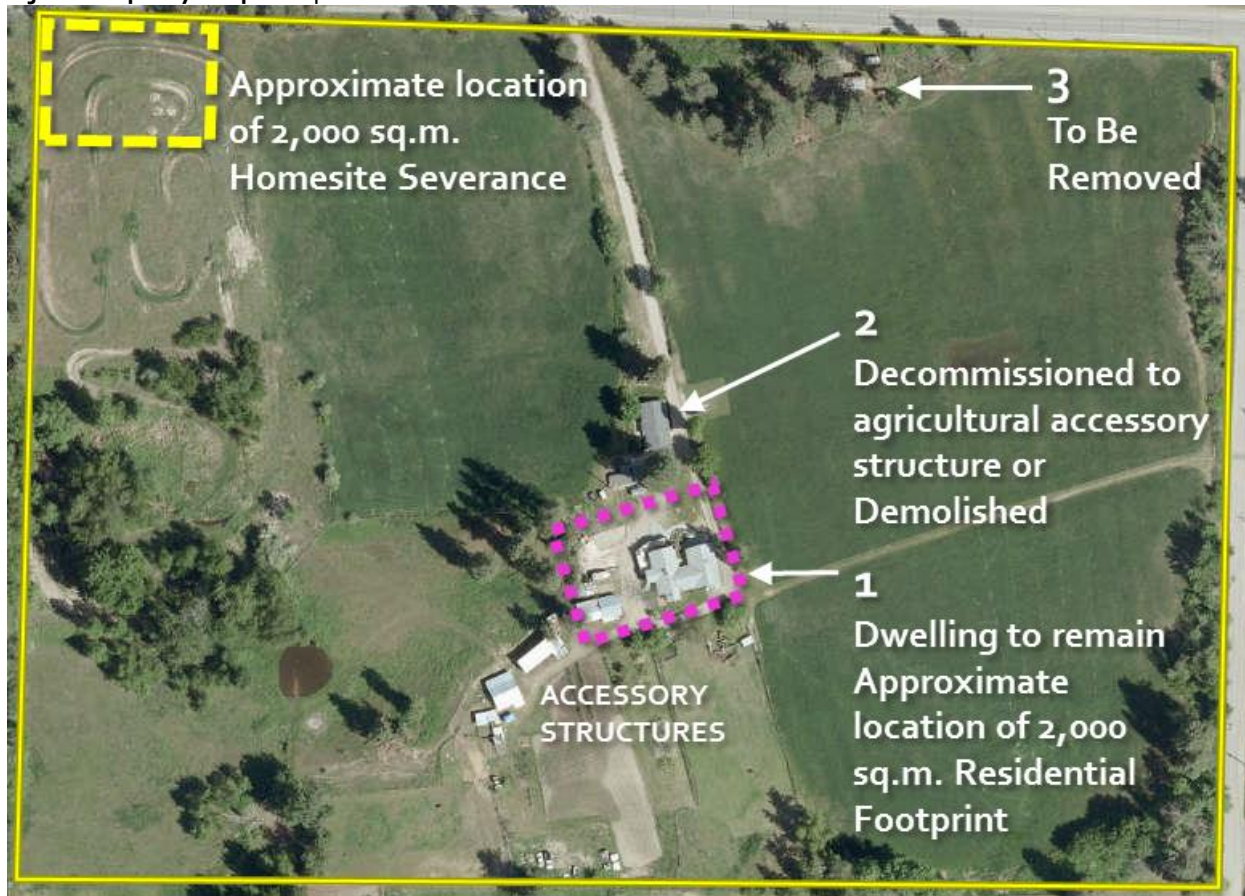 Approximate location
of 2,000 sq.m.
Homesite Severance
3
To Be
Removed
2
Decommissioned to
agricultural accessory
structure or
Demolished
1
Dwelling to remain
Approximate
location of 2,000
sq.m. Residential
Footprint
ACCESSORY
STRUCTURES